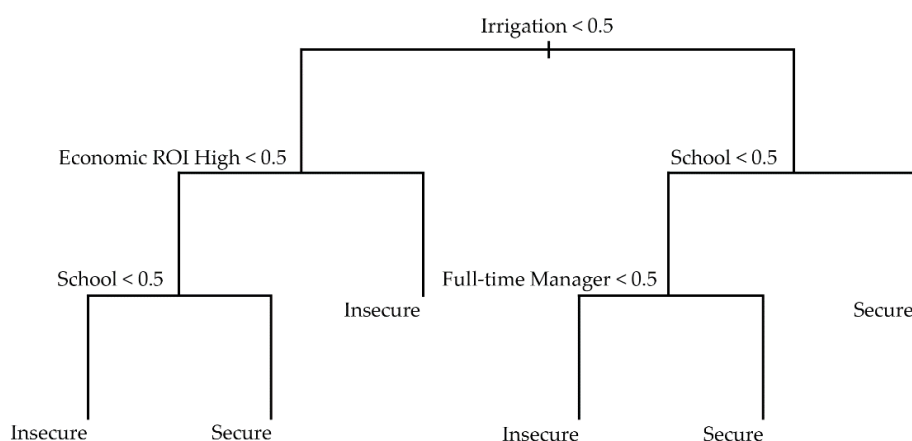 Irrigation < 0.5
Economic ROI High < 0.5
School < 0.5
School < 0.5
Full-time Manager < 0.5
Insecure
Secure
Insecure
Secure
Insecure
Secure